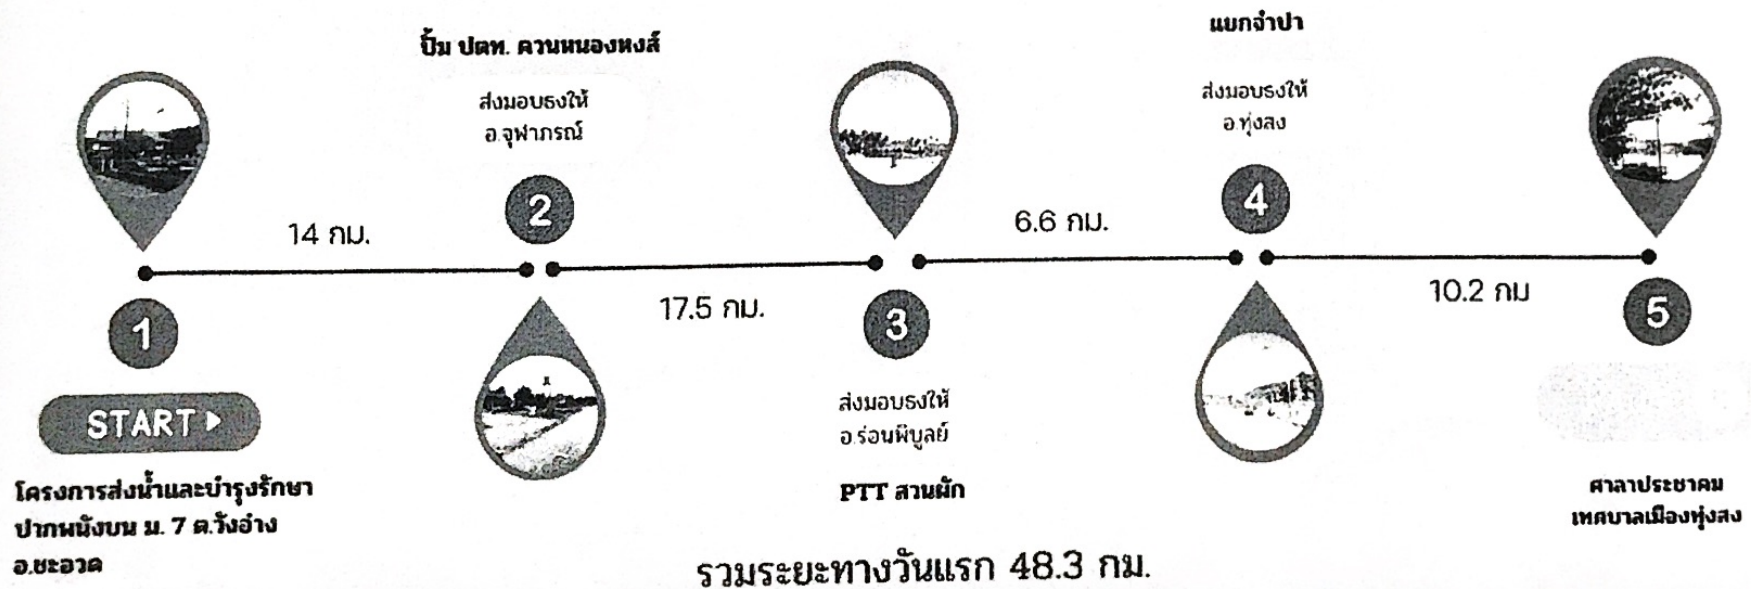 ปั๊ม ปตท. ควนหนองหงส์
ส่งมอบธงให้
อ.จุฬาภรณ์
แยกจำปา
ส่งมอบธงให้
อ.ทุ่งสง
14 กม.
2
6.6 กม.
4
1
17.5 กม.
3
10.2 กม
5
START
โครงการส่งน้ำและบำรุงรักษา
ปากพนังบน ม. 7 ต.วังอ่าง
อ.ชะอวด
ส่งมอบธงให้
อ.ร่อนพิบูลย์
PTT สวนผัก
ศาลาประชาคม
เทศบาลเมืองทุ่งสง
รวมระยะทางวันแรก 48.3 กม.